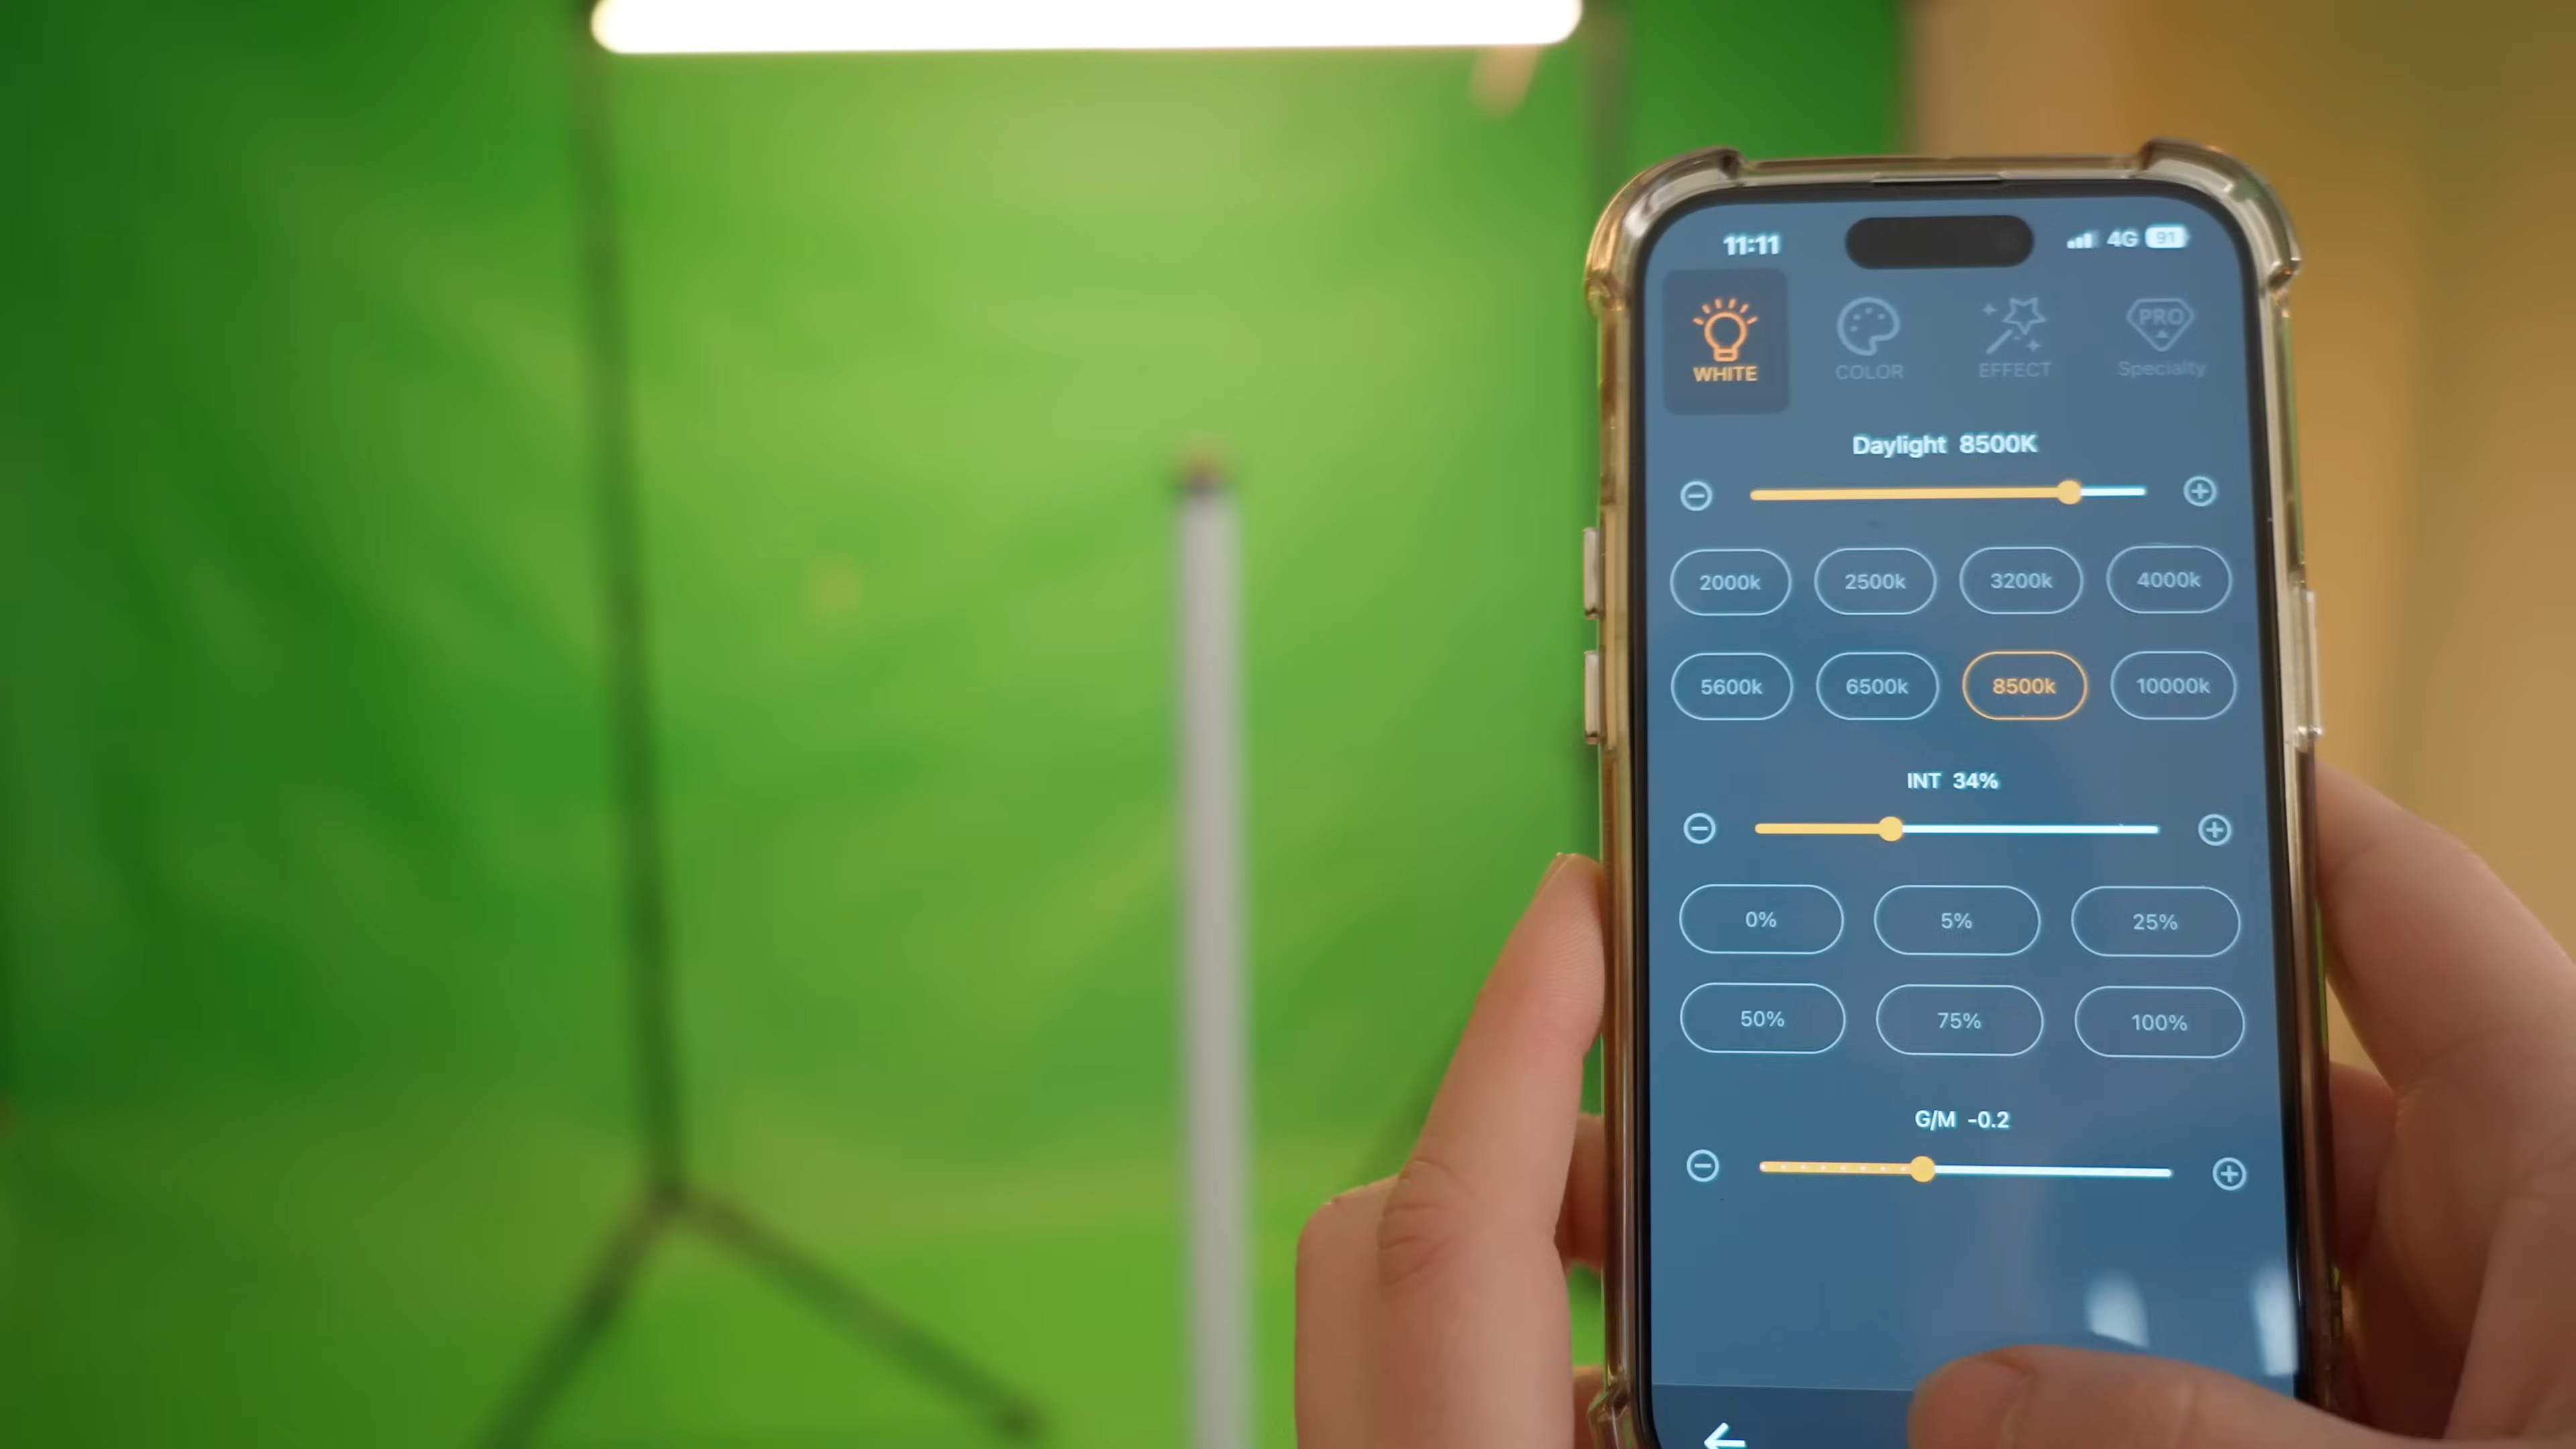 11:11 4G 91
WHITE COLOR EFFECT PRO Specialty
Daylight 8500K
2000k 2500k 3200k 4000k
5600k 6500k 8500k 10000k
INT 34%
0% 5% 25%
50% 75% 100%
G/M -0.2